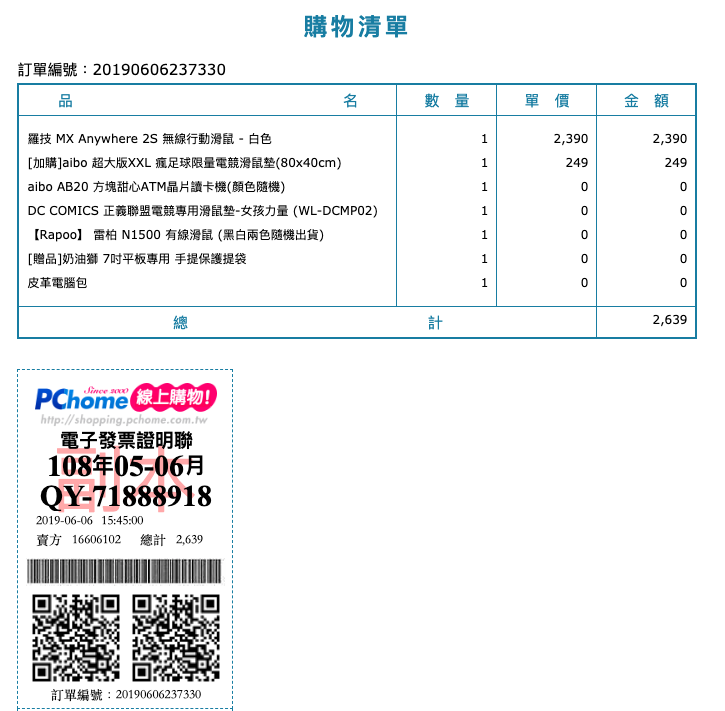 購物清單
訂單編號：20190606237330
品 名 數 量 單 價 金 額
羅技 MX Anywhere 2S 無線行動滑鼠 - 白色 1 2,390 2,390
[加購]aibo 超大版XXL 瘋足球限量電競滑鼠墊(80x40cm) 1 249 249
aibo AB20 方塊甜心ATM晶片讀卡機(顏色隨機) 1 0 0
DC COMICS 正義聯盟電競專用滑鼠墊-女孩力量 (WL-DCMP02) 1 0 0
【Rapoo】 雷柏 N1500 有線滑鼠 (黑白兩色隨機出貨) 1 0 0
[贈品]奶油獅 7吋平板專用 手提保護提袋 1 0 0
皮革電腦包 1 0 0
總 計 2,639
Since 2000
PChome 線上購物!
http://shopping.pchome.com.tw
電子發票證明聯
108年05-06月
副本
QY-71888918
2019-06-06 15:45:00
賣方 16606102 總計 2,639
訂單編號：20190606237330